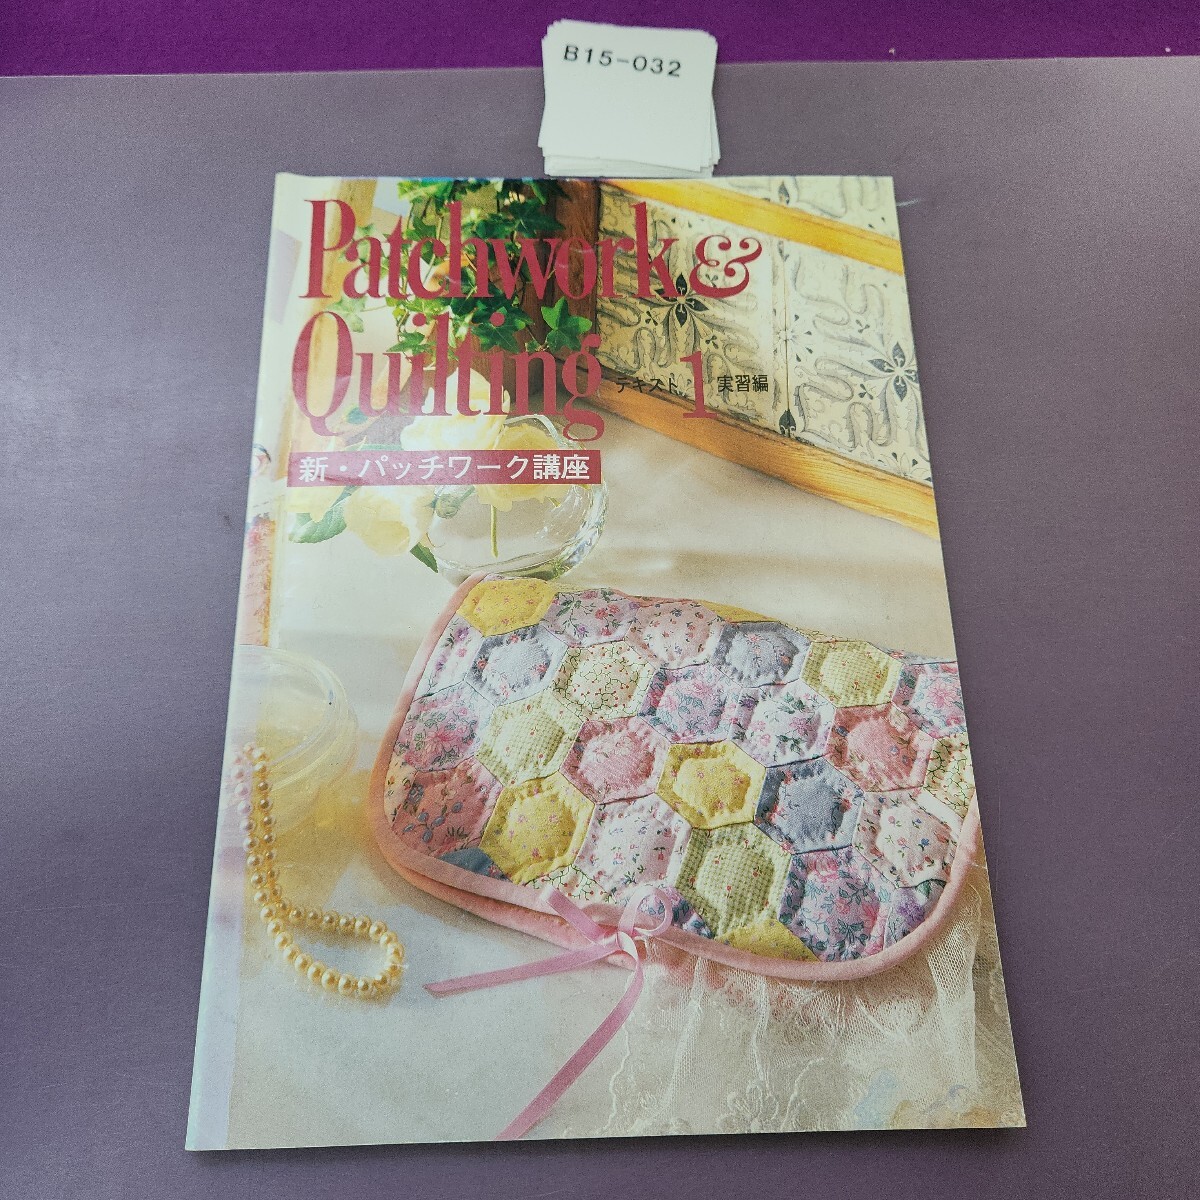 B15-032
Patchwork &
Quilting テキスト 1 実習編
新・パッチワーク講座